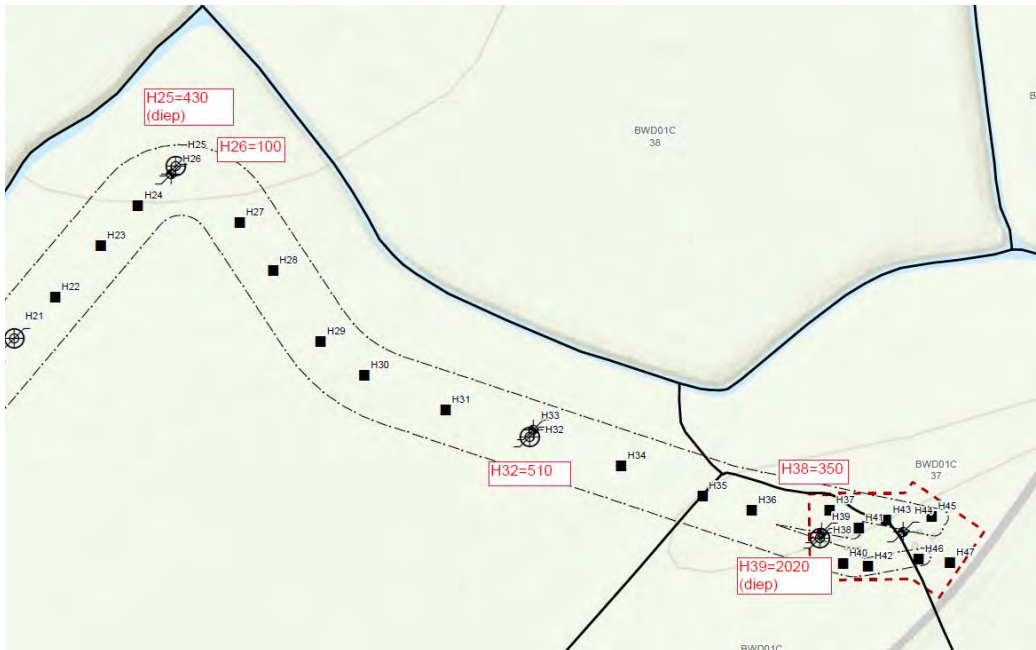 H25=430
(diep)
H25
H26
H26=100
BWD01C
38
B
H24
H27
H23
H28
H22
H21
H29
H30
H31
H33
H32
H32=510
H34
H38=350
BWD01C
37
H35
H36
H37
H39
H38
H41
H43
H44
H45
H39=2020
(diep)
H40
H42
H46
H47
BWD01C